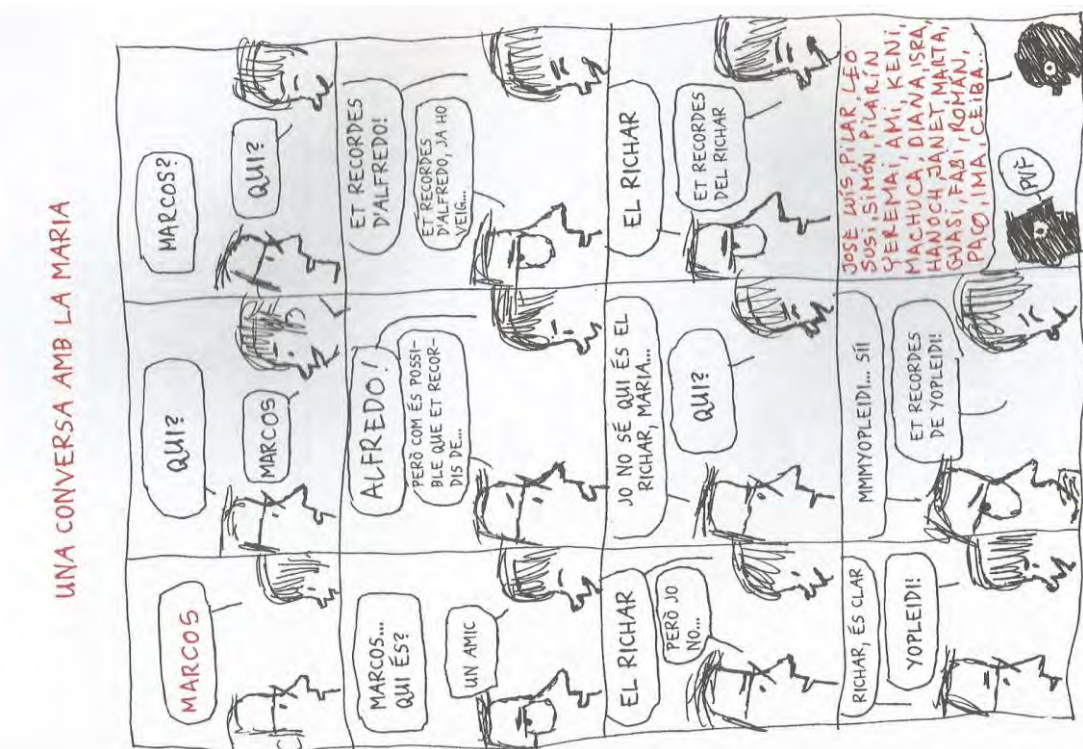 UNA CONVERSA AMB LA MARIA
MARCOS
QUI?
MARCOS
MARCOS?
QUI?
MARCOS...
QUI ÉS?
UN AMIC
ALFREDO!
PERÒ COM ÉS POSSI-
BLE QUE ET RECOR-
DIS DE...
ET RECORDES
D'ALFREDO!
ET RECORDES
D'ALFREDO, JA HO
VEIG...
EL RICHAR
PERÒ JO
NO...
JO NO SÉ QUI ÉS EL
RICHAR, MARIA...
QUI?
EL RICHAR
ET RECORDES
DEL RICHAR
RICHAR, ÉS CLAR
YOPLEIDI!
MMMYOPLEIDI... SI!
ET RECORDES
DE YOPLEIDI!
JOSE LUÍS, PILAR, LEO
SUSI, SIMÓN, PILARÍN
YEREMAI, AMI, KENI,
MACHUCA, DIANA, ISRA,
HANOCH, JANET, MARTA,
GUASI, FABI, ROMÁN,
PACO, IMA, CEIBA...